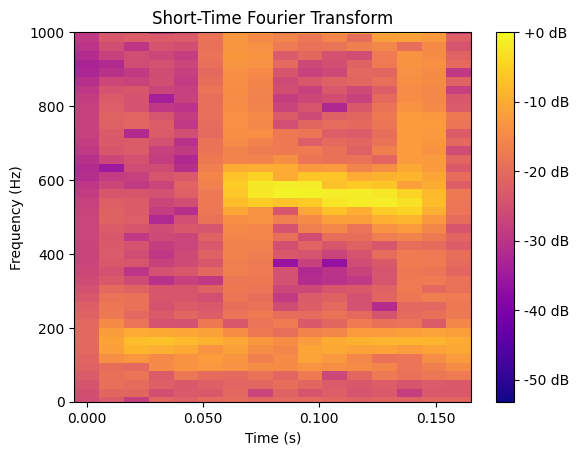 Short-Time Fourier Transform
1000
800
600
400
200
0
Frequency (Hz)
0.000
0.050
0.100
0.150
Time (s)
+0 dB
-10 dB
-20 dB
-30 dB
-40 dB
-50 dB